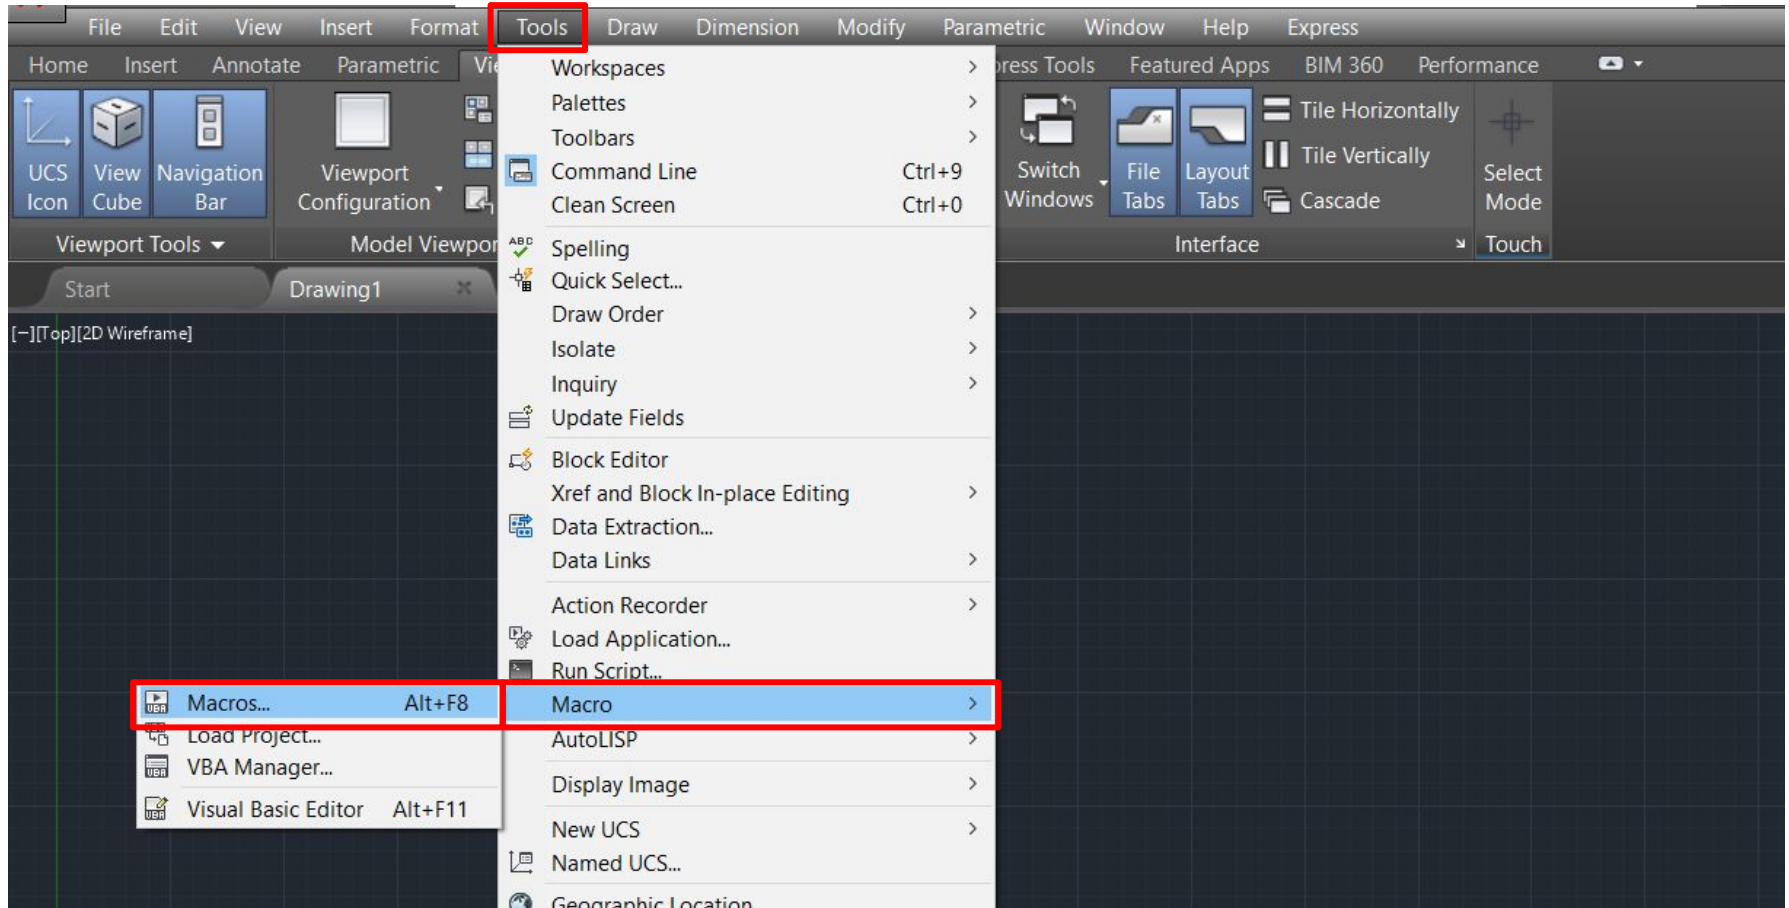 File Edit View Insert Format Tools Draw Dimension Modify Parametric Window Help Express
Home Insert Annotate Parametric Vie press Tools Featured Apps BIM 360 Performance
UCS Icon
View Cube
Navigation Bar
Viewport Configuration
Switch Windows
File Tabs
Layout Tabs
Tile Horizontally
Tile Vertically
Cascade
Select Mode
Viewport Tools
Model Viewpor
Interface
Touch
Start
Drawing1
[−][Top][2D Wireframe]
Workspaces
Palettes
Toolbars
Command Line Ctrl+9
Clean Screen Ctrl+0
ABC
Spelling
Quick Select...
Draw Order
Isolate
Inquiry
Update Fields
Block Editor
Xref and Block In-place Editing
Data Extraction...
Data Links
Action Recorder
Load Application...
Run Script...
Macro
AutoLISP
Display Image
New UCS
Named UCS...
Geographic Location
VBA
Macros... Alt+F8
Load Project...
VBA
VBA Manager...
VBA
Visual Basic Editor Alt+F11